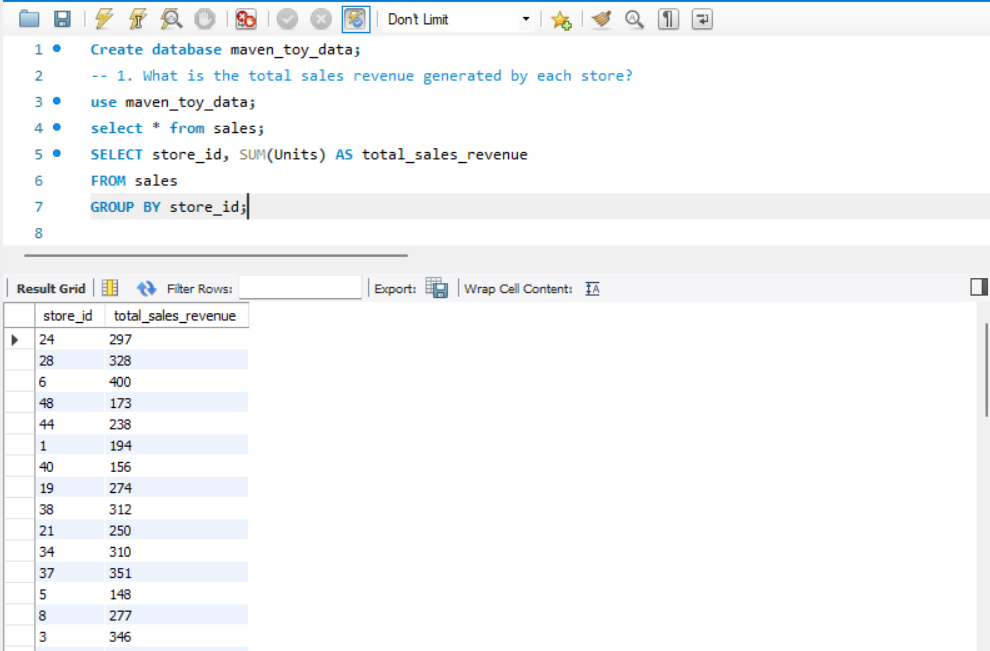 Don't Limit
1 Create database maven_toy_data;
2 -- 1. What is the total sales revenue generated by each store?
3 use maven_toy_data;
4 select * from sales;
5 SELECT store_id, SUM(Units) AS total_sales_revenue
6 FROM sales
7 GROUP BY store_id;
8
Result Grid Filter Rows: Export: Wrap Cell Content:
store_id total_sales_revenue
24 297
28 328
6 400
48 173
44 238
1 194
40 156
19 274
38 312
21 250
34 310
37 351
5 148
8 277
3 346